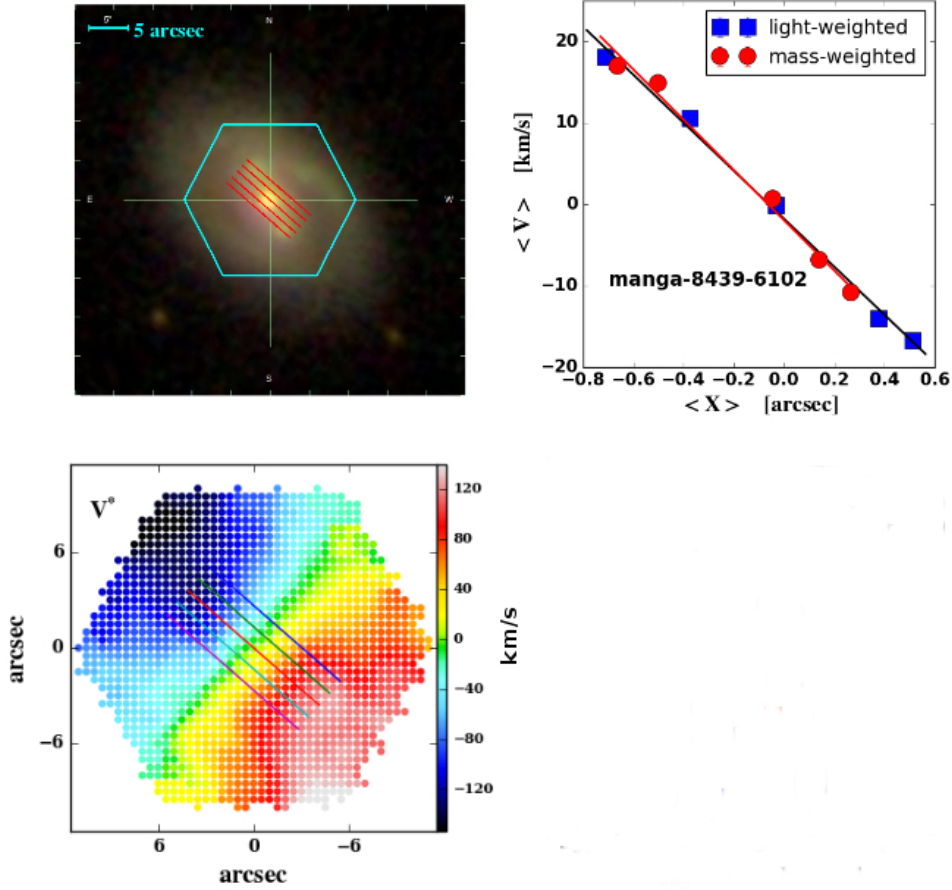 5"
5 arcsec
N
E
W
S
light-weighted
mass-weighted
20
10
0
−10
−20
< V > [km/s]
manga-8439-6102
−0.8 −0.6 −0.4 −0.2 0.0 0.2 0.4 0.6
< X > [arcsec]
V*
6
0
−6
arcsec
6 0 −6
arcsec
120
80
40
0
−40
−80
−120
km/s